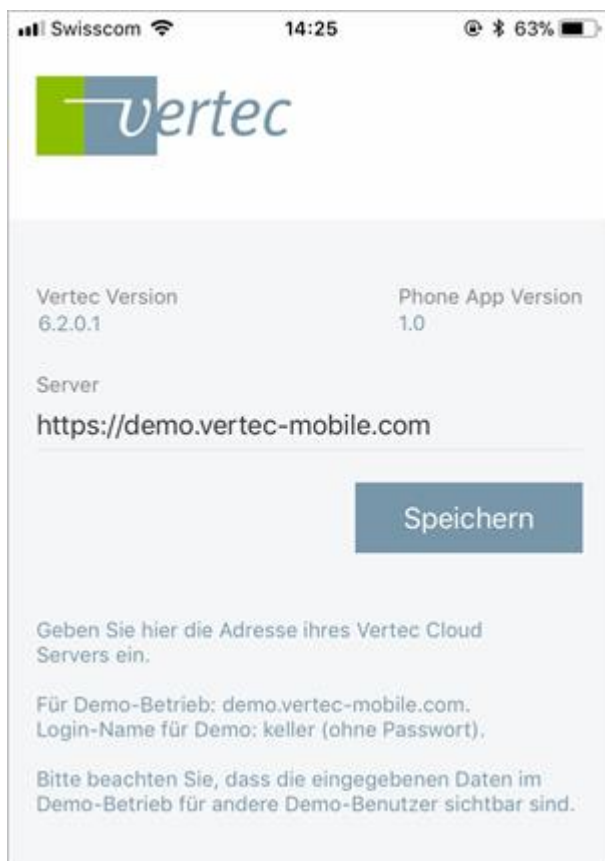 Swisscom 14:25 63%
vertec
Vertec Version Phone App Version
6.2.0.1 1.0
Server
https://demo.vertec-mobile.com
Speichern
Geben Sie hier die Adresse ihres Vertec Cloud
Servers ein.
Für Demo-Betrieb: demo.vertec-mobile.com.
Login-Name für Demo: keller (ohne Passwort).
Bitte beachten Sie, dass die eingegebenen Daten im
Demo-Betrieb für andere Demo-Benutzer sichtbar sind.